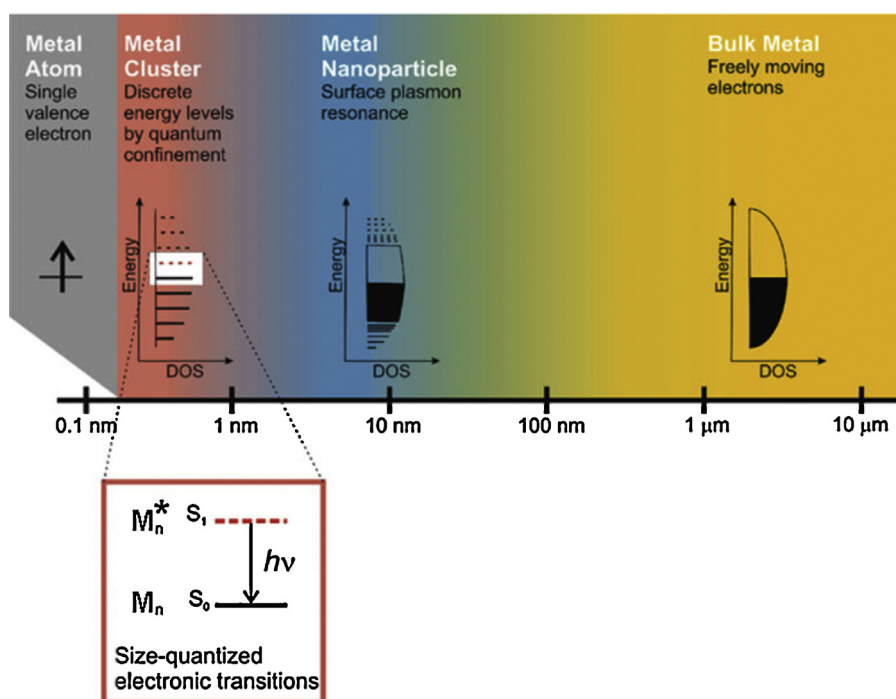 Metal
Atom
Single
valence
electron
Metal
Cluster
Discrete
energy levels
by quantum
confinement
Metal
Nanoparticle
Surface plasmon
resonance
Bulk Metal
Freely moving
electrons
Energy
DOS
Energy
DOS
Energy
DOS
0.1 nm
1 nm
10 nm
100 nm
1 μm
10 μm
Mn* S1
hν
Mn S0
Size-quantized
electronic transitions